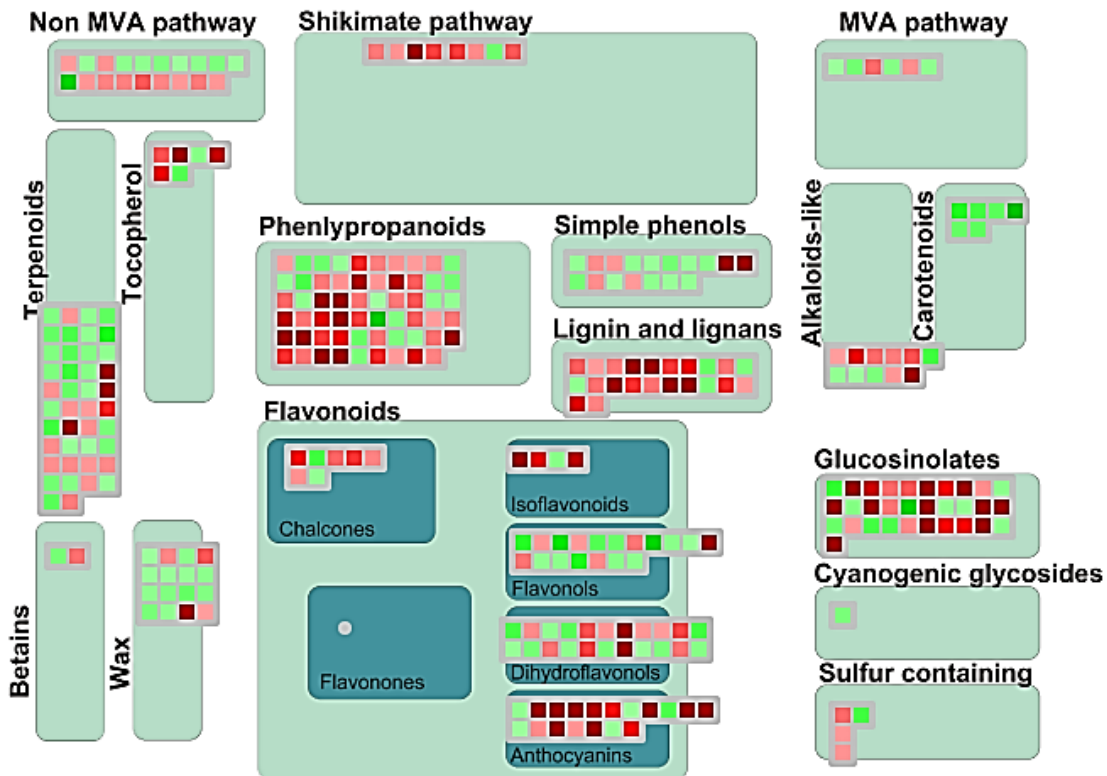 Non MVA pathway
Shikimate pathway
MVA pathway
Terpenoids
Tocopherol
Phenlypropanoids
Simple phenols
Alkaloids-like
Carotenoids
Lignin and lignans
Flavonoids
Chalcones
Isoflavonoids
Glucosinolates
Flavonols
Cyanogenic glycosides
Betains
Wax
Flavonones
Dihydroflavonols
Sulfur containing
Anthocyanins